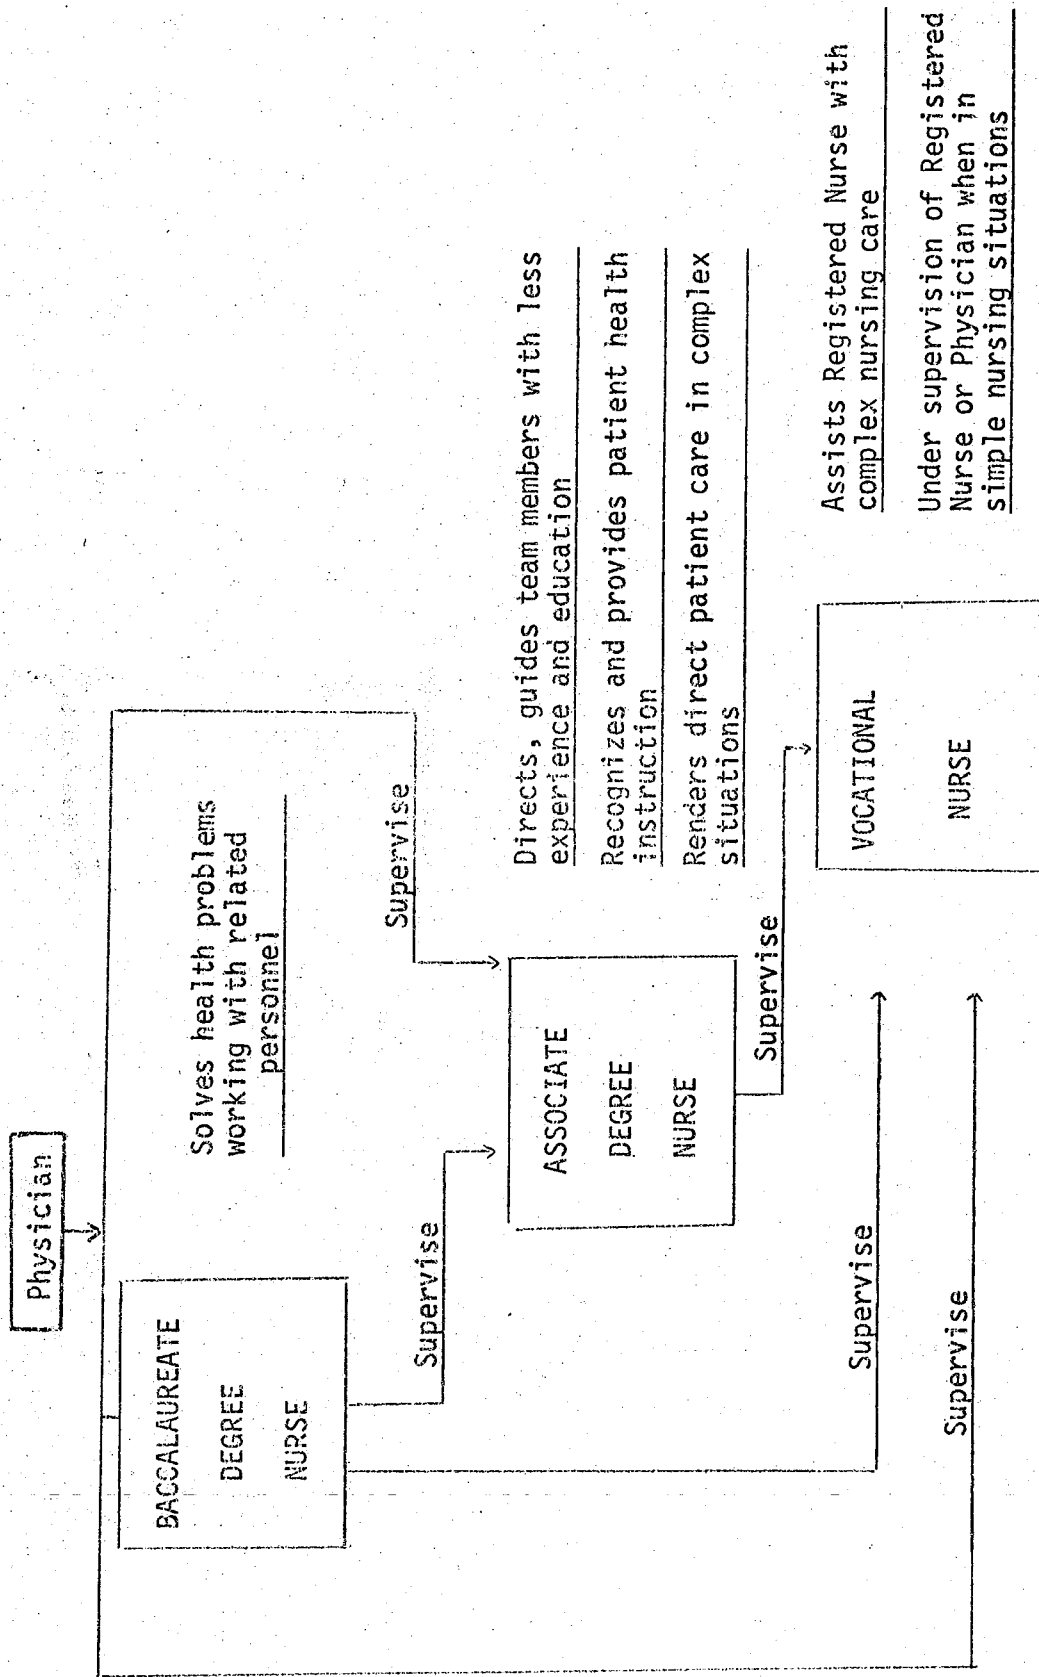 Physician
BACCALAUREATE
DEGREE
NURSE
Solves health problems
working with related
personnel
Supervise
Supervise
ASSOCIATE
DEGREE
NURSE
Directs, guides team members with less
experience and education
Recognizes and provides patient health
instruction
Renders direct patient care in complex
situations
Supervise
Supervise
Supervise
VOCATIONAL
NURSE
Assists Registered Nurse with
complex nursing care
Under supervision of Registered
Nurse or Physician when in
simple nursing situations